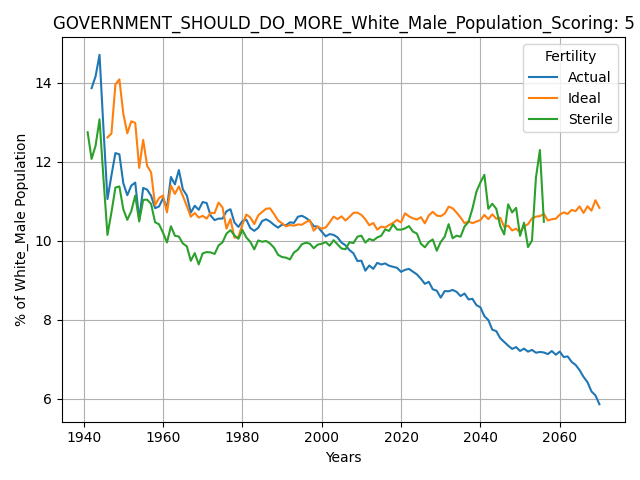 GOVERNMENT_SHOULD_DO_MORE_White_Male_Population_Scoring: 5
% of White_Male Population
14
12
10
8
6
Fertility
Actual
Ideal
Sterile
1940 1960 1980 2000 2020 2040 2060
Years